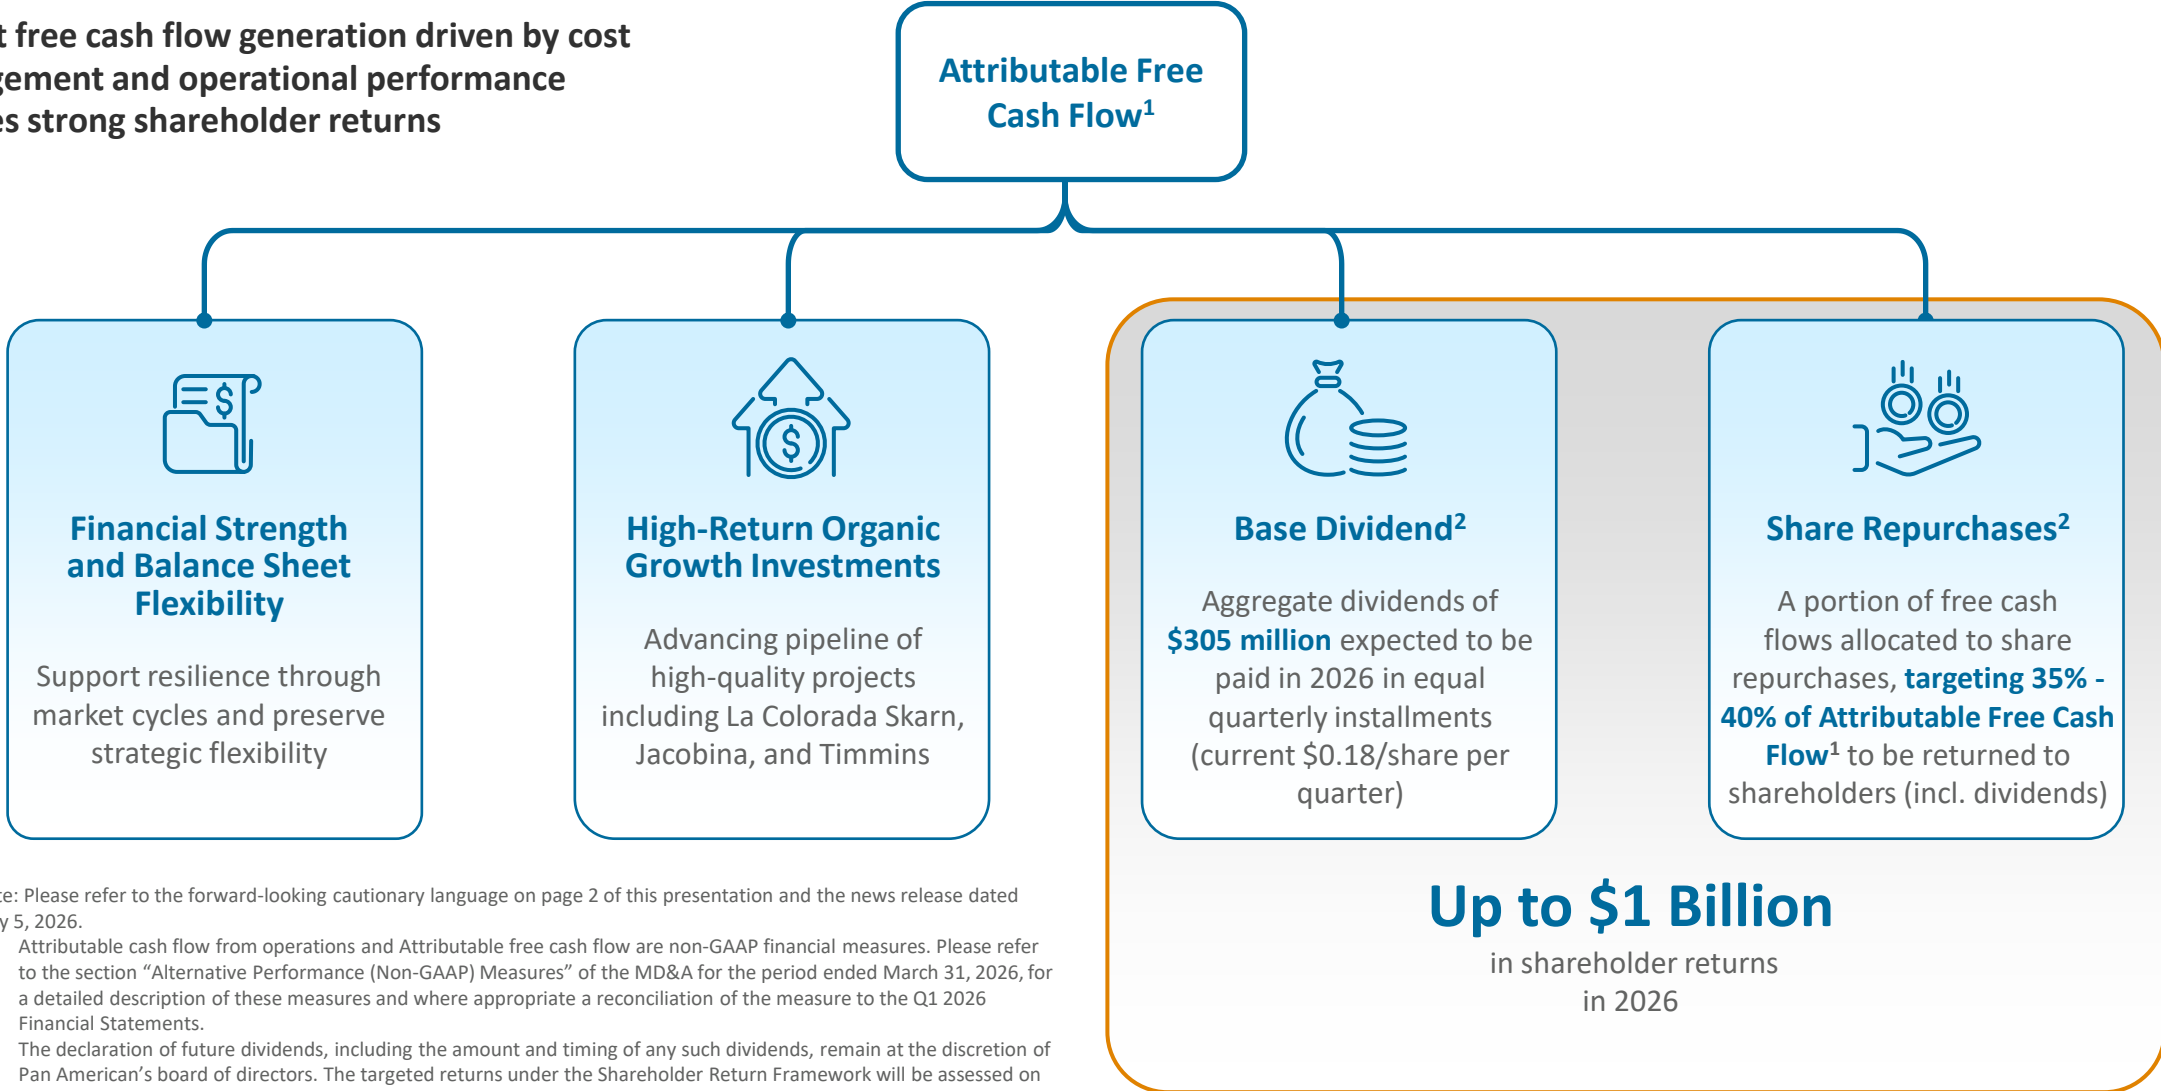 free cash flow generation driven by cost
and operational performance
strong shareholder returns
Attributable Free
Cash Flow¹
Financial Strength
and Balance Sheet
Flexibility
Support resilience through
market cycles and preserve
strategic flexibility
High-Return Organic
Growth Investments
Advancing pipeline of
high-quality projects
including La Colorada Skarn,
Jacobina, and Timmins
Base Dividend²
Aggregate dividends of
$305 million expected to be
paid in 2026 in equal
quarterly installments
(current $0.18/share per
quarter)
Share Repurchases²
A portion of free cash
flows allocated to share
repurchases, targeting 35% -
40% of Attributable Free Cash
Flow¹ to be returned to
shareholders (incl. dividends)
Up to $1 Billion
in shareholder returns
in 2026
Please refer to the forward-looking cautionary language on page 2 of this presentation and the news release dated
5, 2026.
Attributable cash flow from operations and Attributable free cash flow are non-GAAP financial measures. Please refer
to the section “Alternative Performance (Non-GAAP) Measures” of the MD&A for the period ended March 31, 2026, for
a detailed description of these measures and where appropriate a reconciliation of the measure to the Q1 2026
Financial Statements.
The declaration of future dividends, including the amount and timing of any such dividends, remain at the discretion of
Pan American’s board of directors. The targeted returns under the Shareholder Return Framework will be assessed on